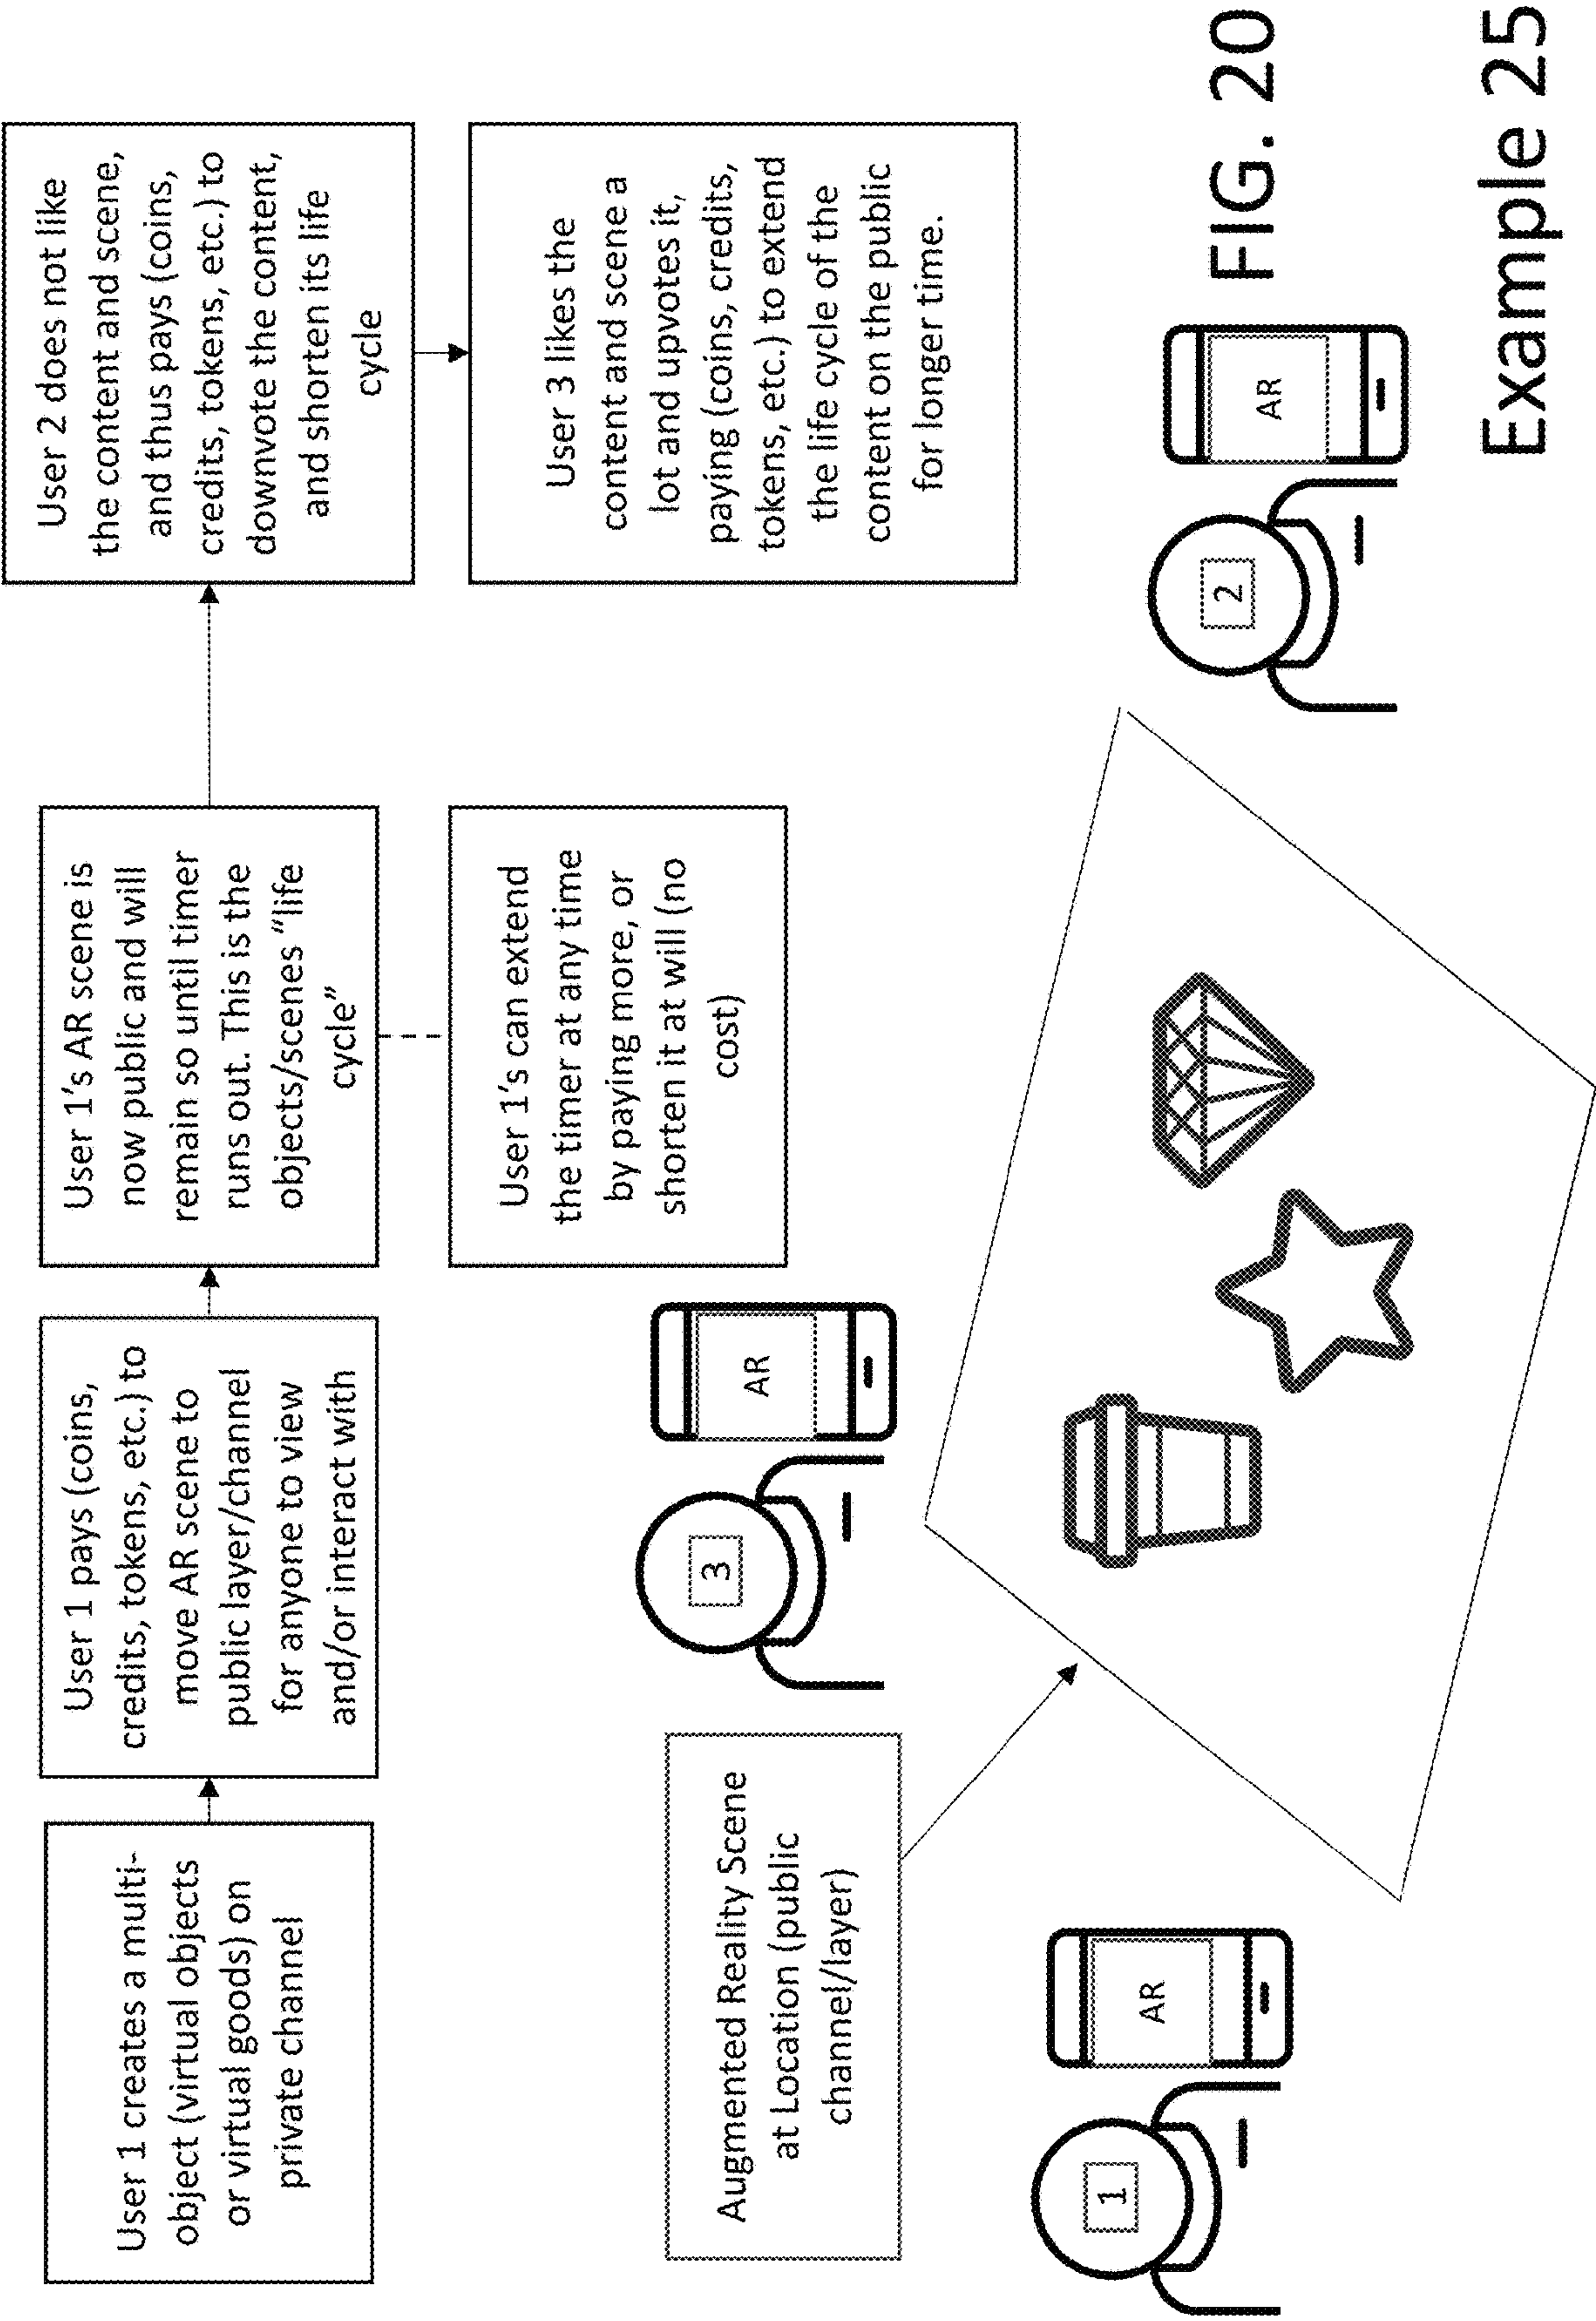 User 1 creates a multi-
object (virtual objects
or virtual goods) on
private channel
User 1 pays (coins,
credits, tokens, etc.) to
move AR scene to
public layer/channel
for anyone to view
and/or interact with
User 1's AR scene is
now public and will
remain so until timer
runs out. This is the
objects/scenes "life
cycle"
User 1's can extend
the timer at any time
by paying more, or
shorten it at will (no
cost)
User 2 does not like
the content and scene,
and thus pays (coins,
credits, tokens, etc.) to
downvote the content,
and shorten its life
cycle
User 3 likes the
content and scene a
lot and upvotes it,
paying (coins, credits,
tokens, etc.) to extend
the life cycle of the
content on the public
for longer time.
Augmented Reality Scene
at Location (public
channel/layer)
3
AR
1
AR
2
AR
FIG. 20
Example 25